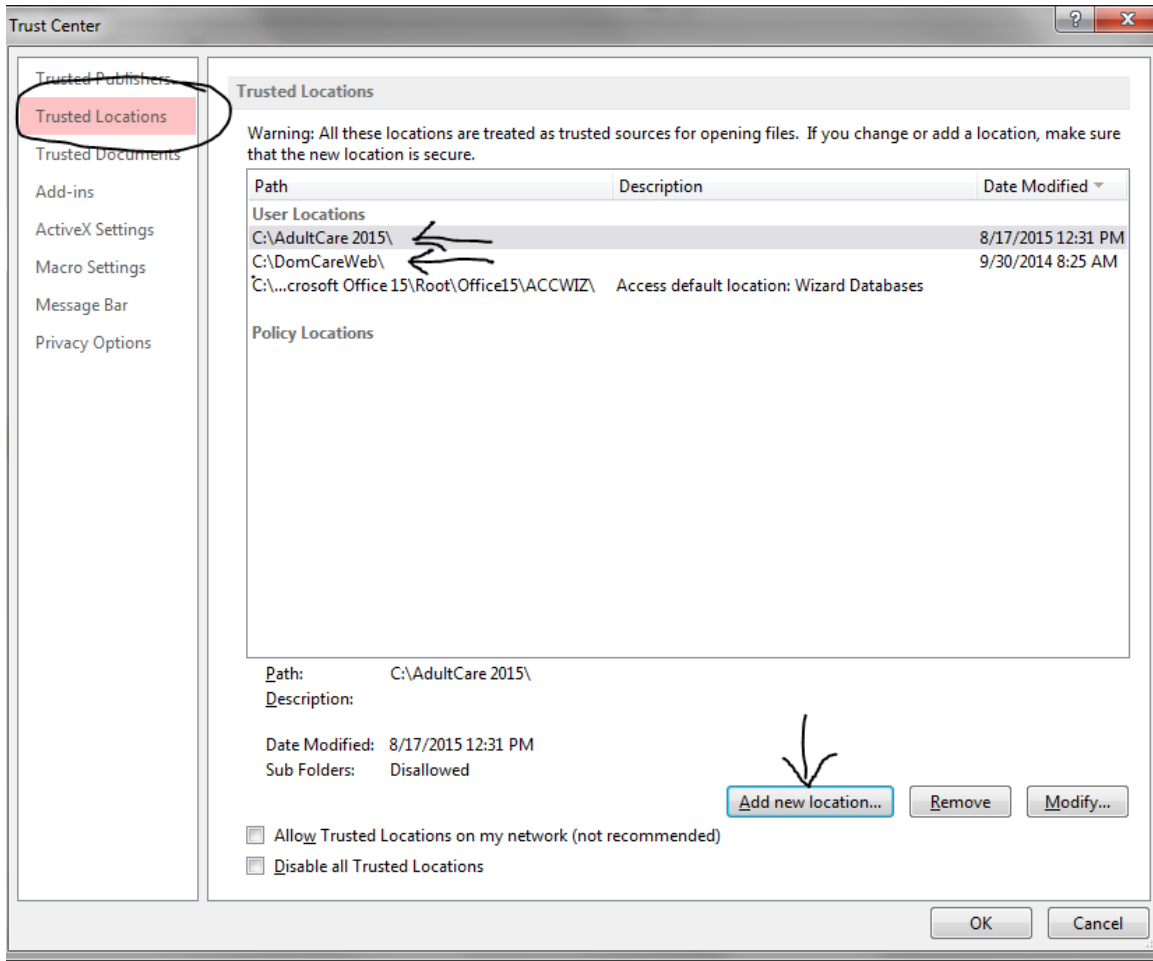 Trust Center
Trusted Publishers
Trusted Locations
Trusted Documents
Add-ins
ActiveX Settings
Macro Settings
Message Bar
Privacy Options
Trusted Locations
Warning: All these locations are treated as trusted sources for opening files.  If you change or add a location, make sure
that the new location is secure.
Path Description Date Modified
User Locations
C:\AdultCare 2015\ 8/17/2015 12:31 PM
C:\DomCareWeb\ 9/30/2014 8:25 AM
C:\...crosoft Office 15\Root\Office15\ACCWIZ\ Access default location: Wizard Databases
Policy Locations
Path: C:\AdultCare 2015\
Description:
Date Modified: 8/17/2015 12:31 PM
Sub Folders: Disallowed
Add new location... Remove Modify...
Allow Trusted Locations on my network (not recommended)
Disable all Trusted Locations
OK Cancel